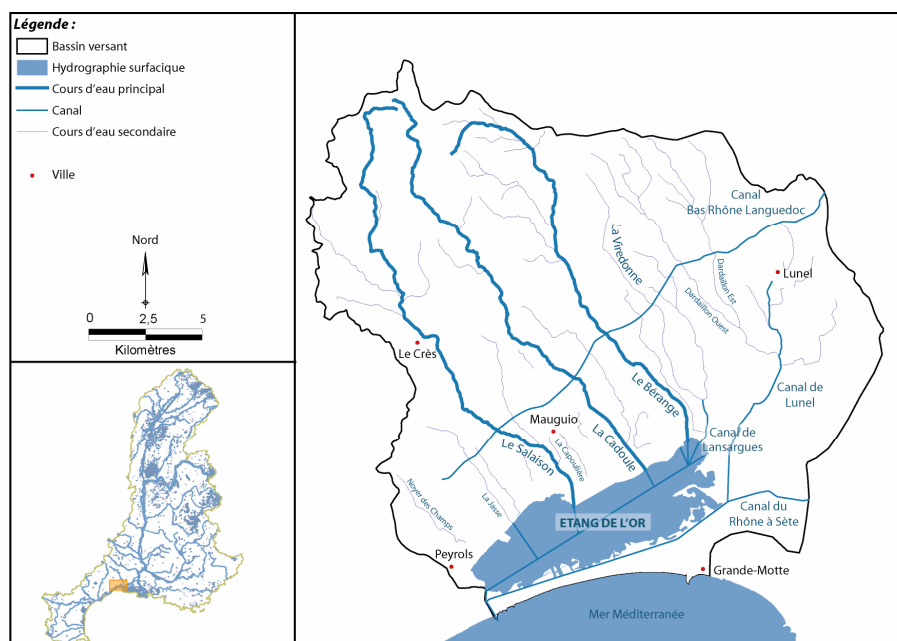 Légende :
Bassin versant
Hydrographie surfacique
Cours d'eau principal
Canal
Cours d'eau secondaire
Ville
Nord
0 2,5 5
Kilomètres
Canal
Bas Rhône Languedoc
La Viredonne
Dardaillon Est
Dardaillon Ouest
Lunel
Le Crès
Le Bérange
Canal de
Lunel
Mauguio
La Cadoule
Canal de
Lansargues
Le Salaison
La Capoulière
Noyer des Champs
La Jasse
ETANG DE L'OR
Canal du
Rhône à Sète
Peyrols
Grande-Motte
Mer Méditerranée